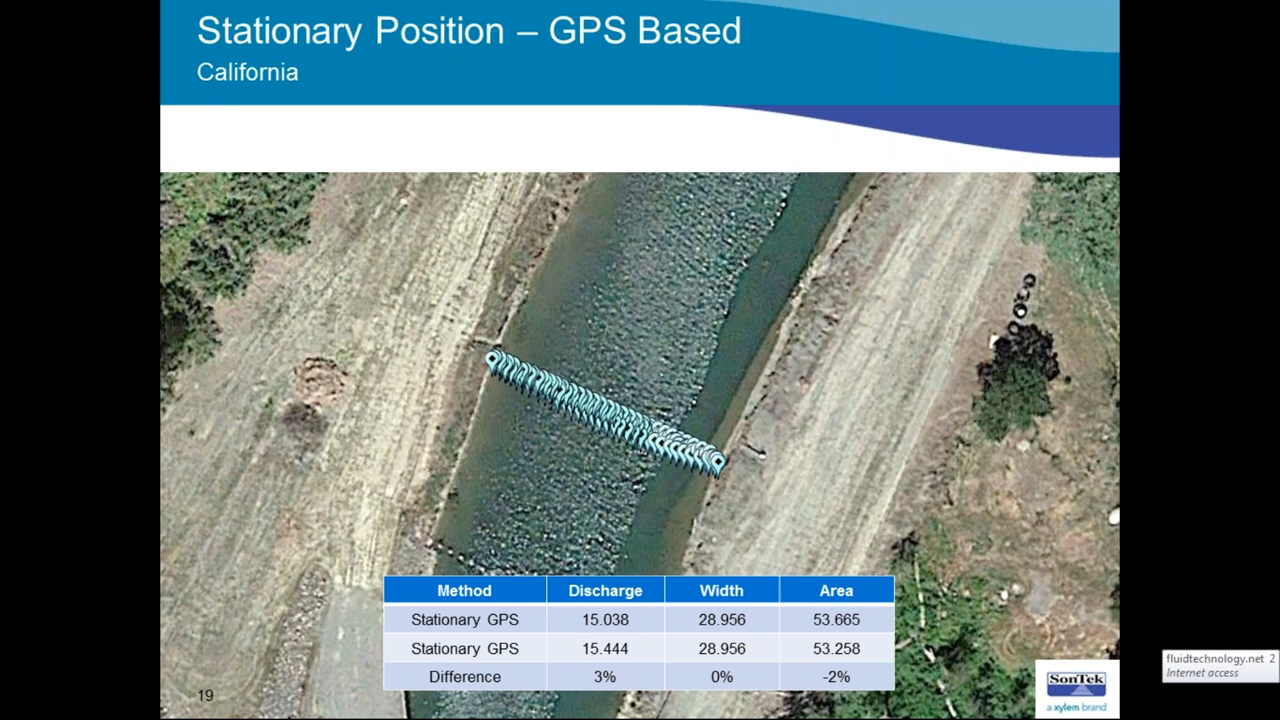 Stationary Position – GPS Based
California
Method Discharge Width Area
Stationary GPS 15.038 28.956 53.665
Stationary GPS 15.444 28.956 53.258
Difference 3% 0% -2%
19
fluidtechnology.net 2
Internet access
SonTek
a xylem brand